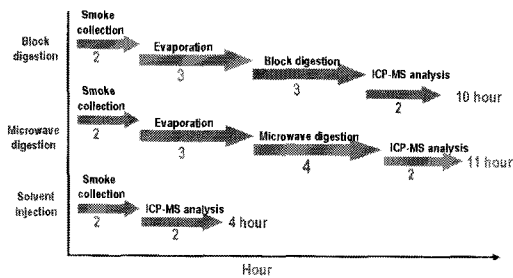 Smoke
collection
2
Block
digestion
Evaporation
3
Block digestion
3
ICP-MS analysis
2
10 hour
Smoke
collection
2
Microwave
digestion
Evaporation
3
Microwave digestion
4
ICP-MS analysis
2
11 hour
Smoke
collection
2
Solvent
injection
ICP-MS analysis
2
4 hour
Hour